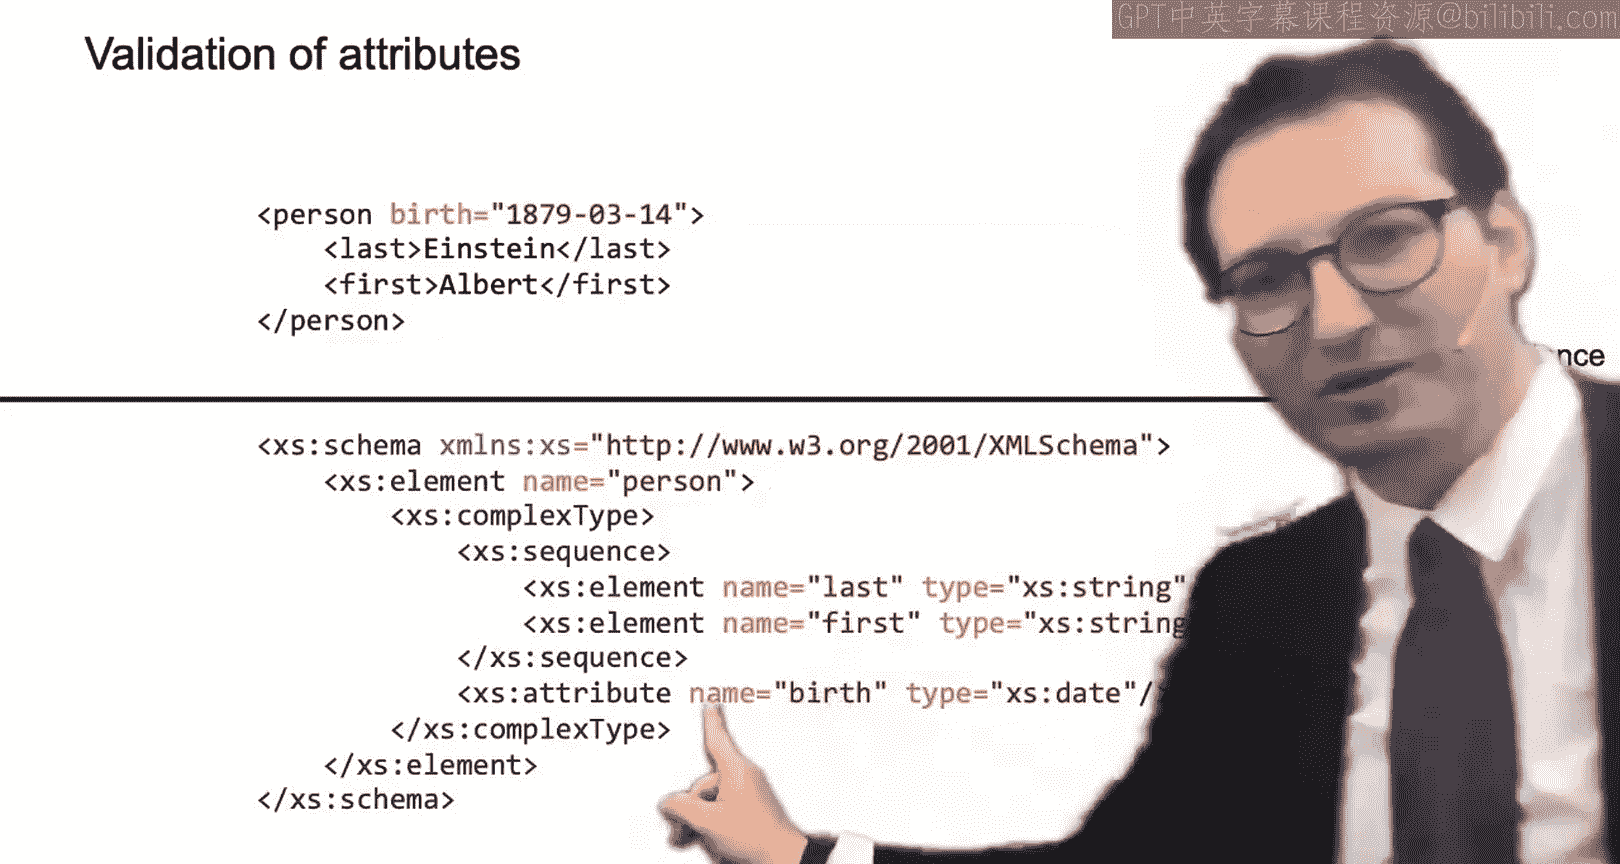 GPT中英字幕课程资源@bilibili.com
Validation of attributes
<person birth="1879-03-14">
<last>Einstein</last>
<first>Albert</first>
</person>
<xs:schema xmlns:xs="http://www.w3.org/2001/XMLSchema">
<xs:element name="person">
<xs:complexType>
<xs:sequence>
<xs:element name="last" type="xs:string"
<xs:element name="first" type="xs:string
</xs:sequence>
<xs:attribute name="birth" type="xs:date"/
</xs:complexType>
</xs:element>
</xs:schema>